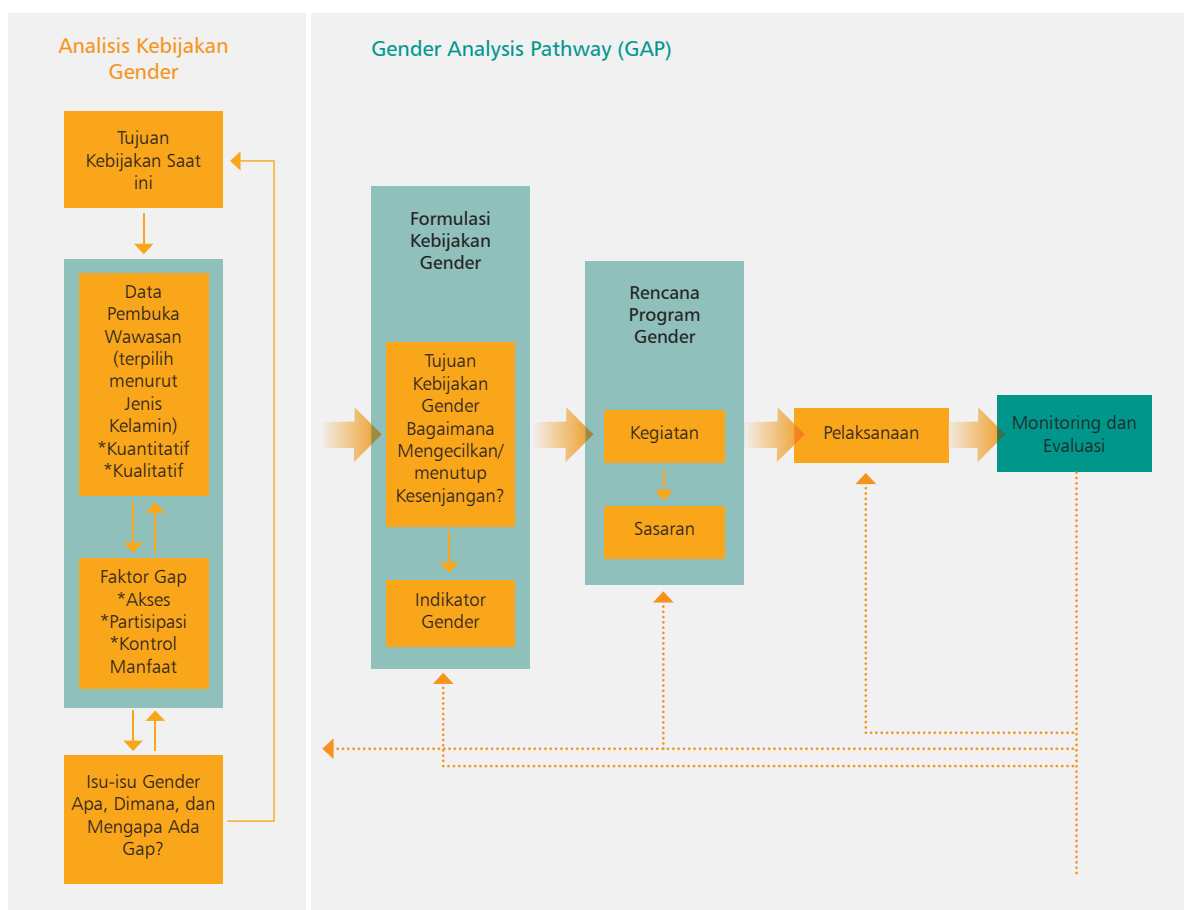 Analisis Kebijakan
Gender
Tujuan
Kebijakan Saat
ini
Data
Pembuka
Wawasan
(terpilih
menurut
Jenis
Kelamin)
*Kuantitatif
*Kualitatif
Faktor Gap
*Akses
*Partisipasi
*Kontrol
Manfaat
Isu-isu Gender
Apa, Dimana, dan
Mengapa Ada
Gap?
Gender Analysis Pathway (GAP)
Formulasi
Kebijakan
Gender
Tujuan
Kebijakan
Gender
Bagaimana
Mengecilkan/
menutup
Kesenjangan?
Indikator
Gender
Rencana
Program
Gender
Kegiatan
Sasaran
Pelaksanaan
Monitoring dan
Evaluasi